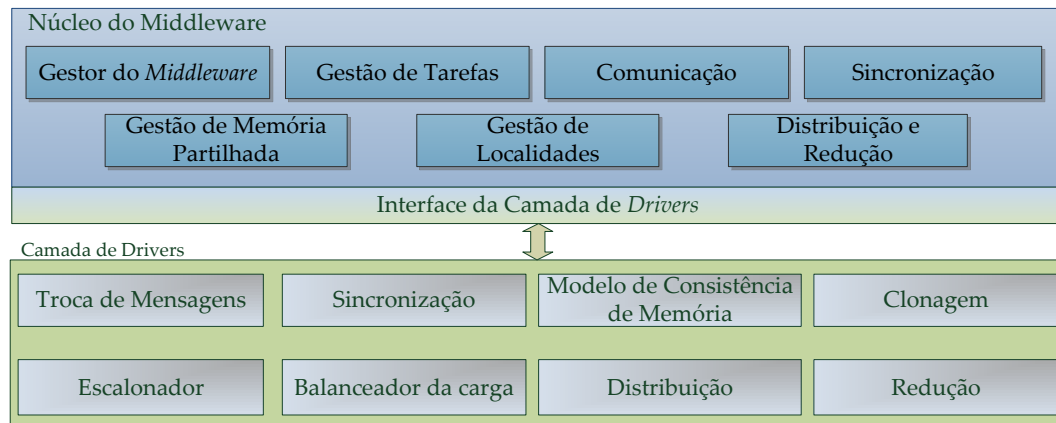 Núcleo do Middleware
Gestor do Middleware
Gestão de Tarefas
Comunicação
Sincronização
Gestão de Memória
Partilhada
Gestão de
Localidades
Distribuição e
Redução
Interface da Camada de Drivers
Camada de Drivers
Troca de Mensagens
Sincronização
Modelo de Consistência
de Memória
Clonagem
Escalonador
Balanceador da carga
Distribuição
Redução